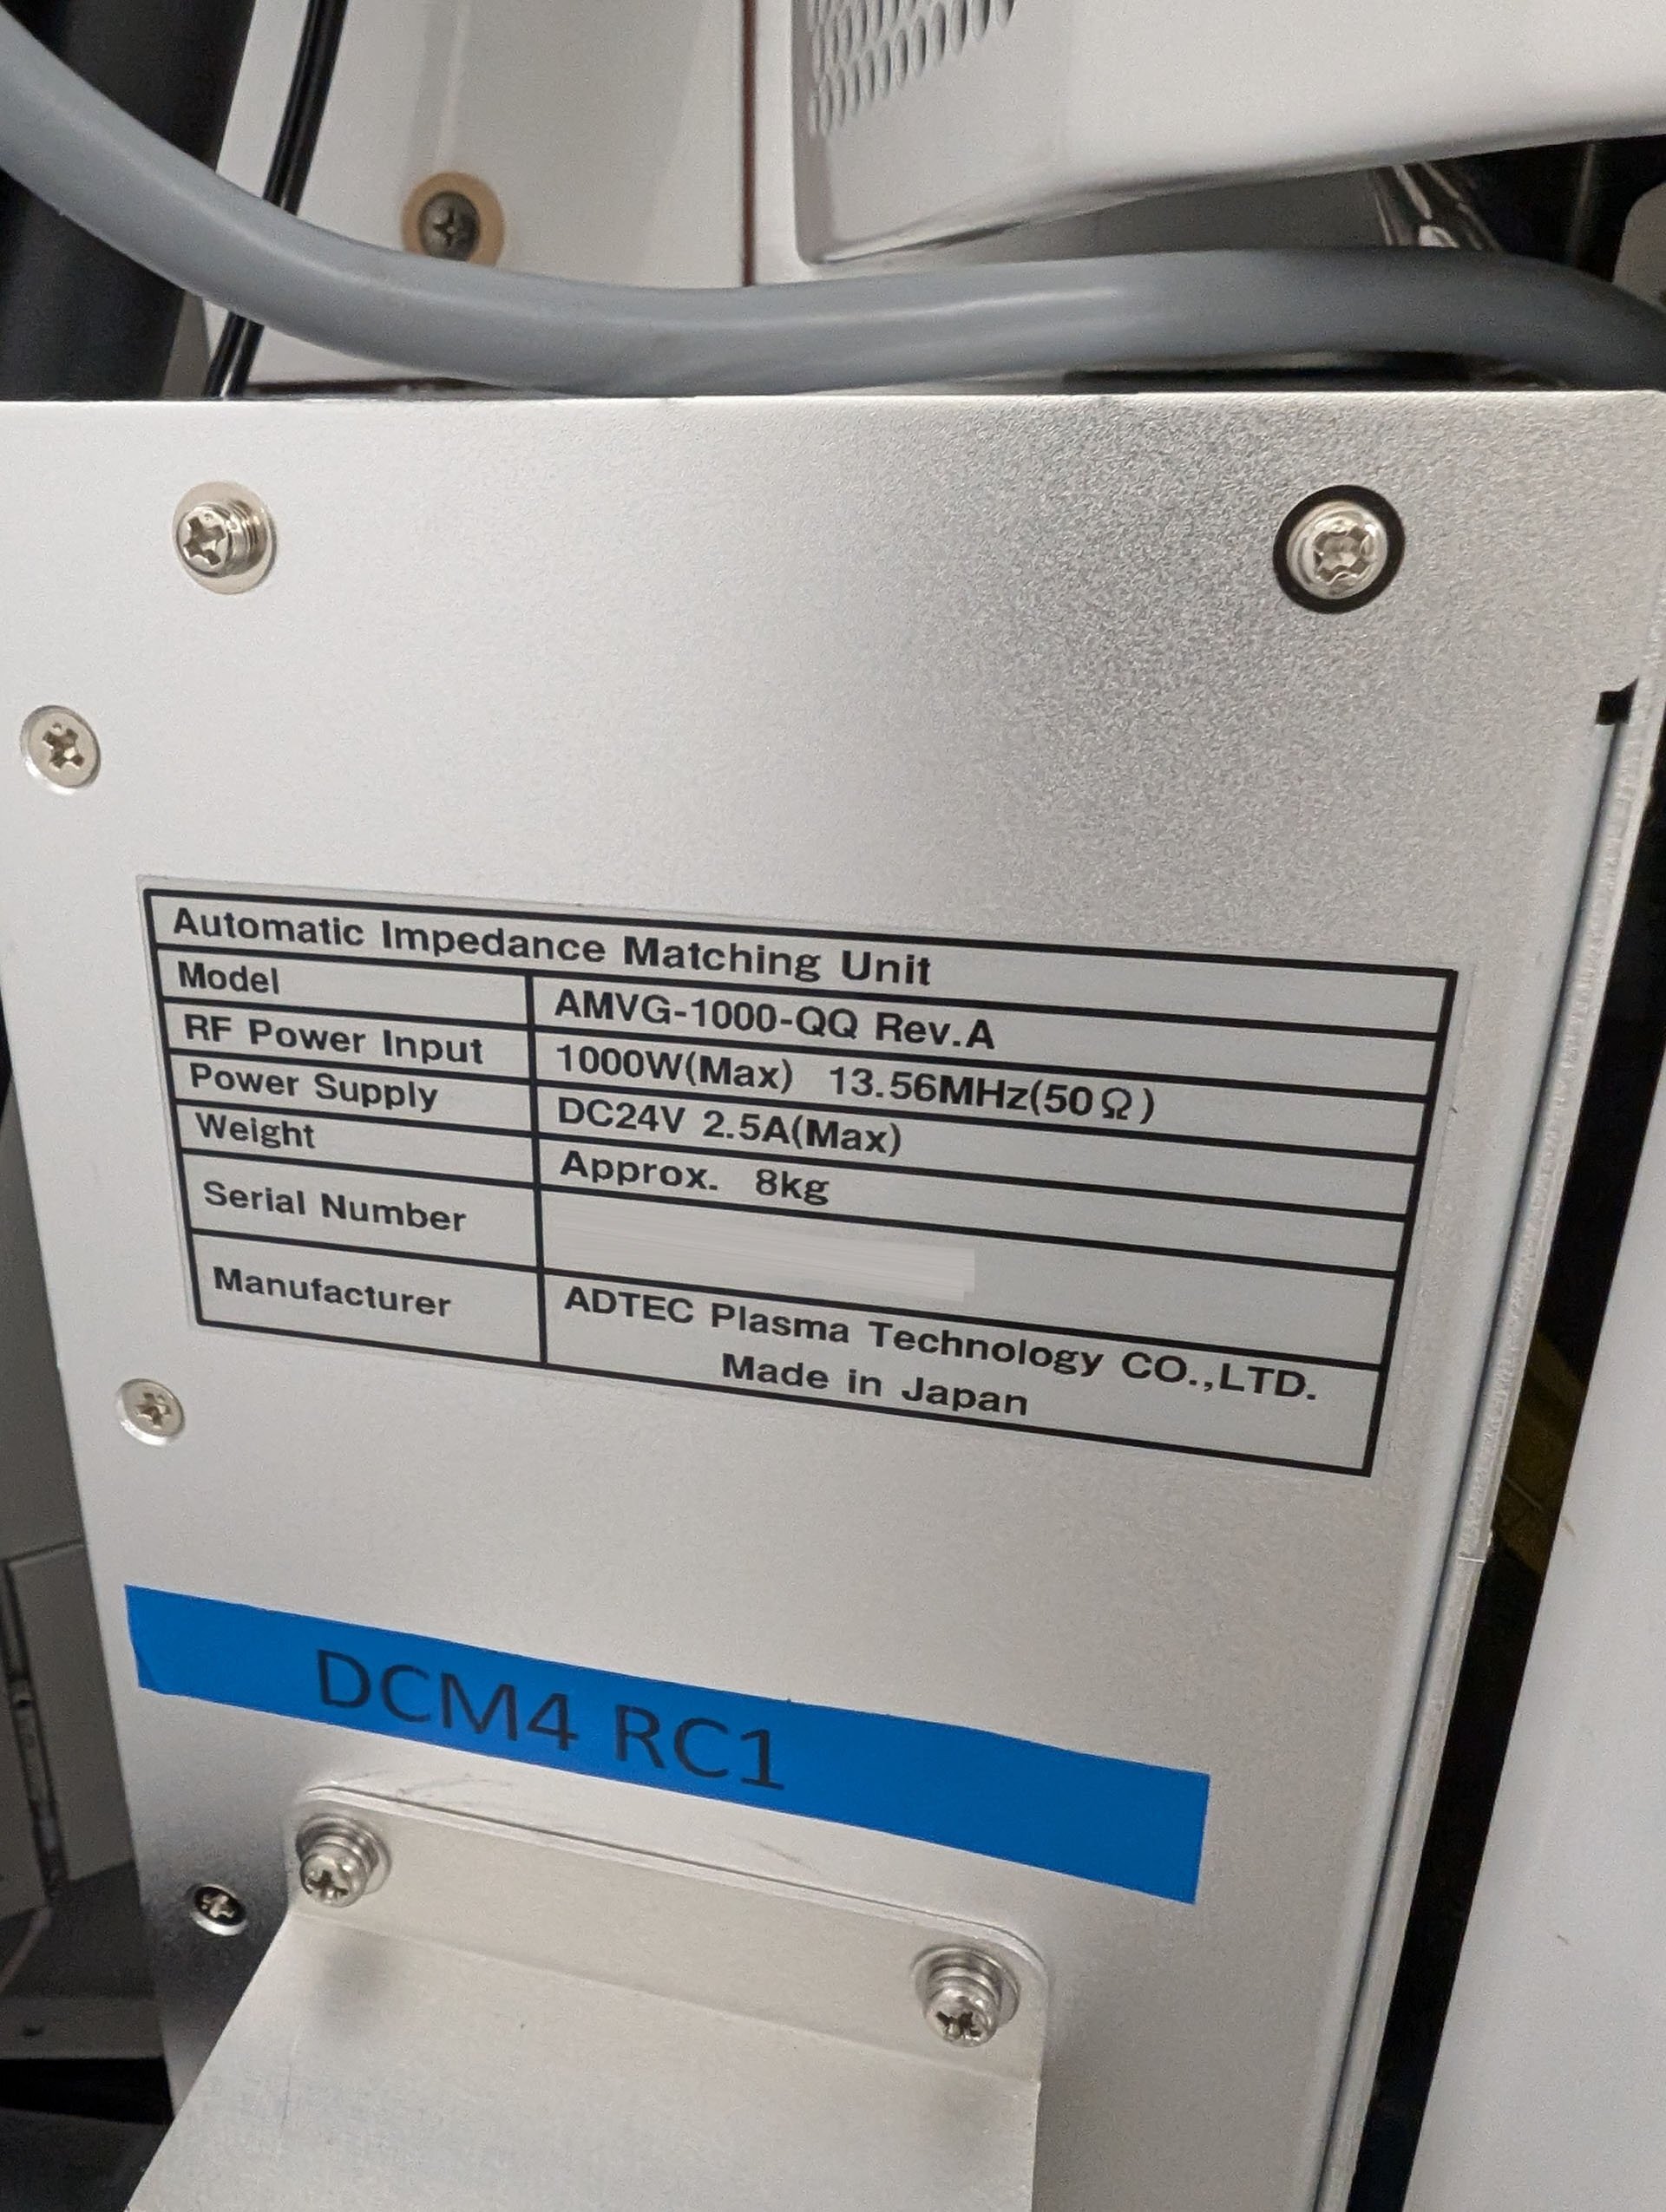 Automatic Impedance Matching Unit
Model AMVG-1000-QQ Rev.A
RF Power Input 1000W(Max) 13.56MHz(50Ω)
Power Supply DC24V 2.5A(Max)
Weight Approx. 8kg
Serial Number
Manufacturer ADTEC Plasma Technology CO.,LTD.
Made in Japan
DCM4 RC1